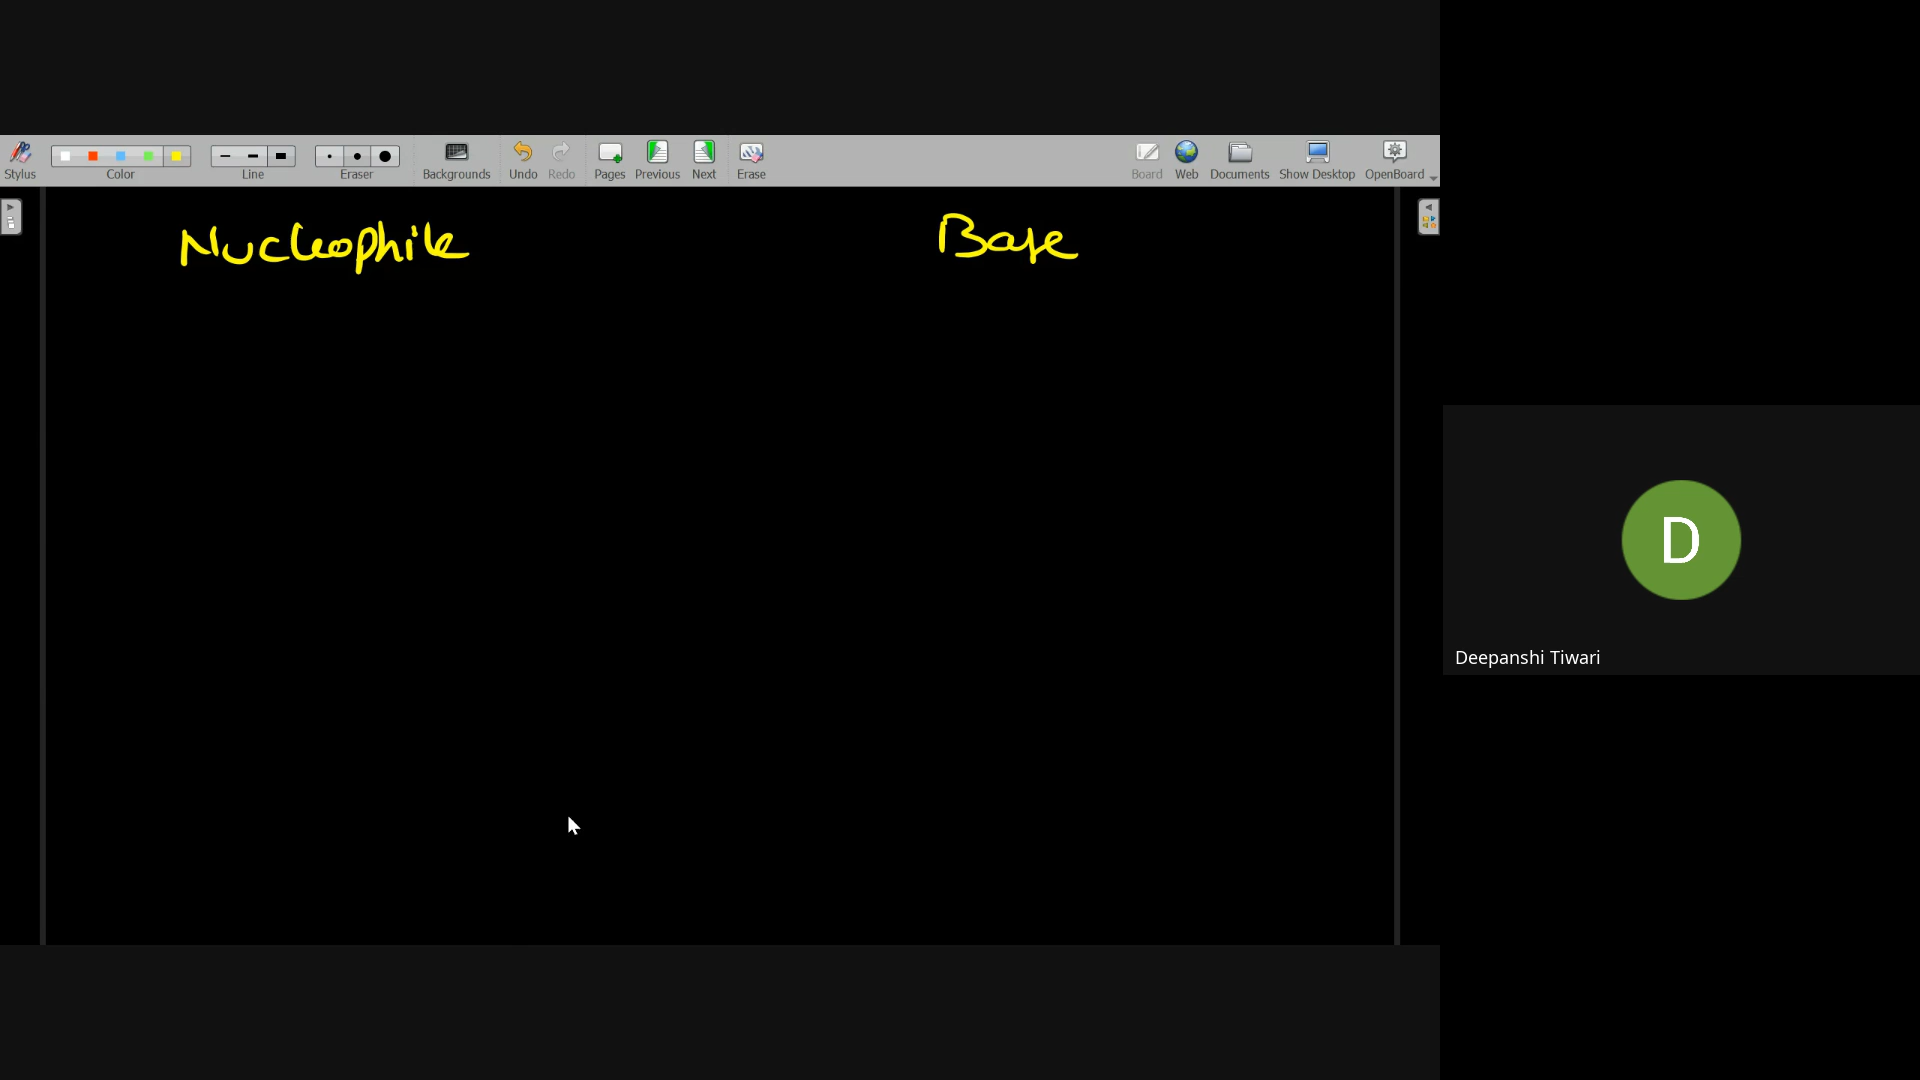 Stylus Color Line Eraser Backgrounds Undo Redo Pages Previous Next Erase Board Web Documents Show Desktop OpenBoard
Nucleophile Base
D
Deepanshi Tiwari